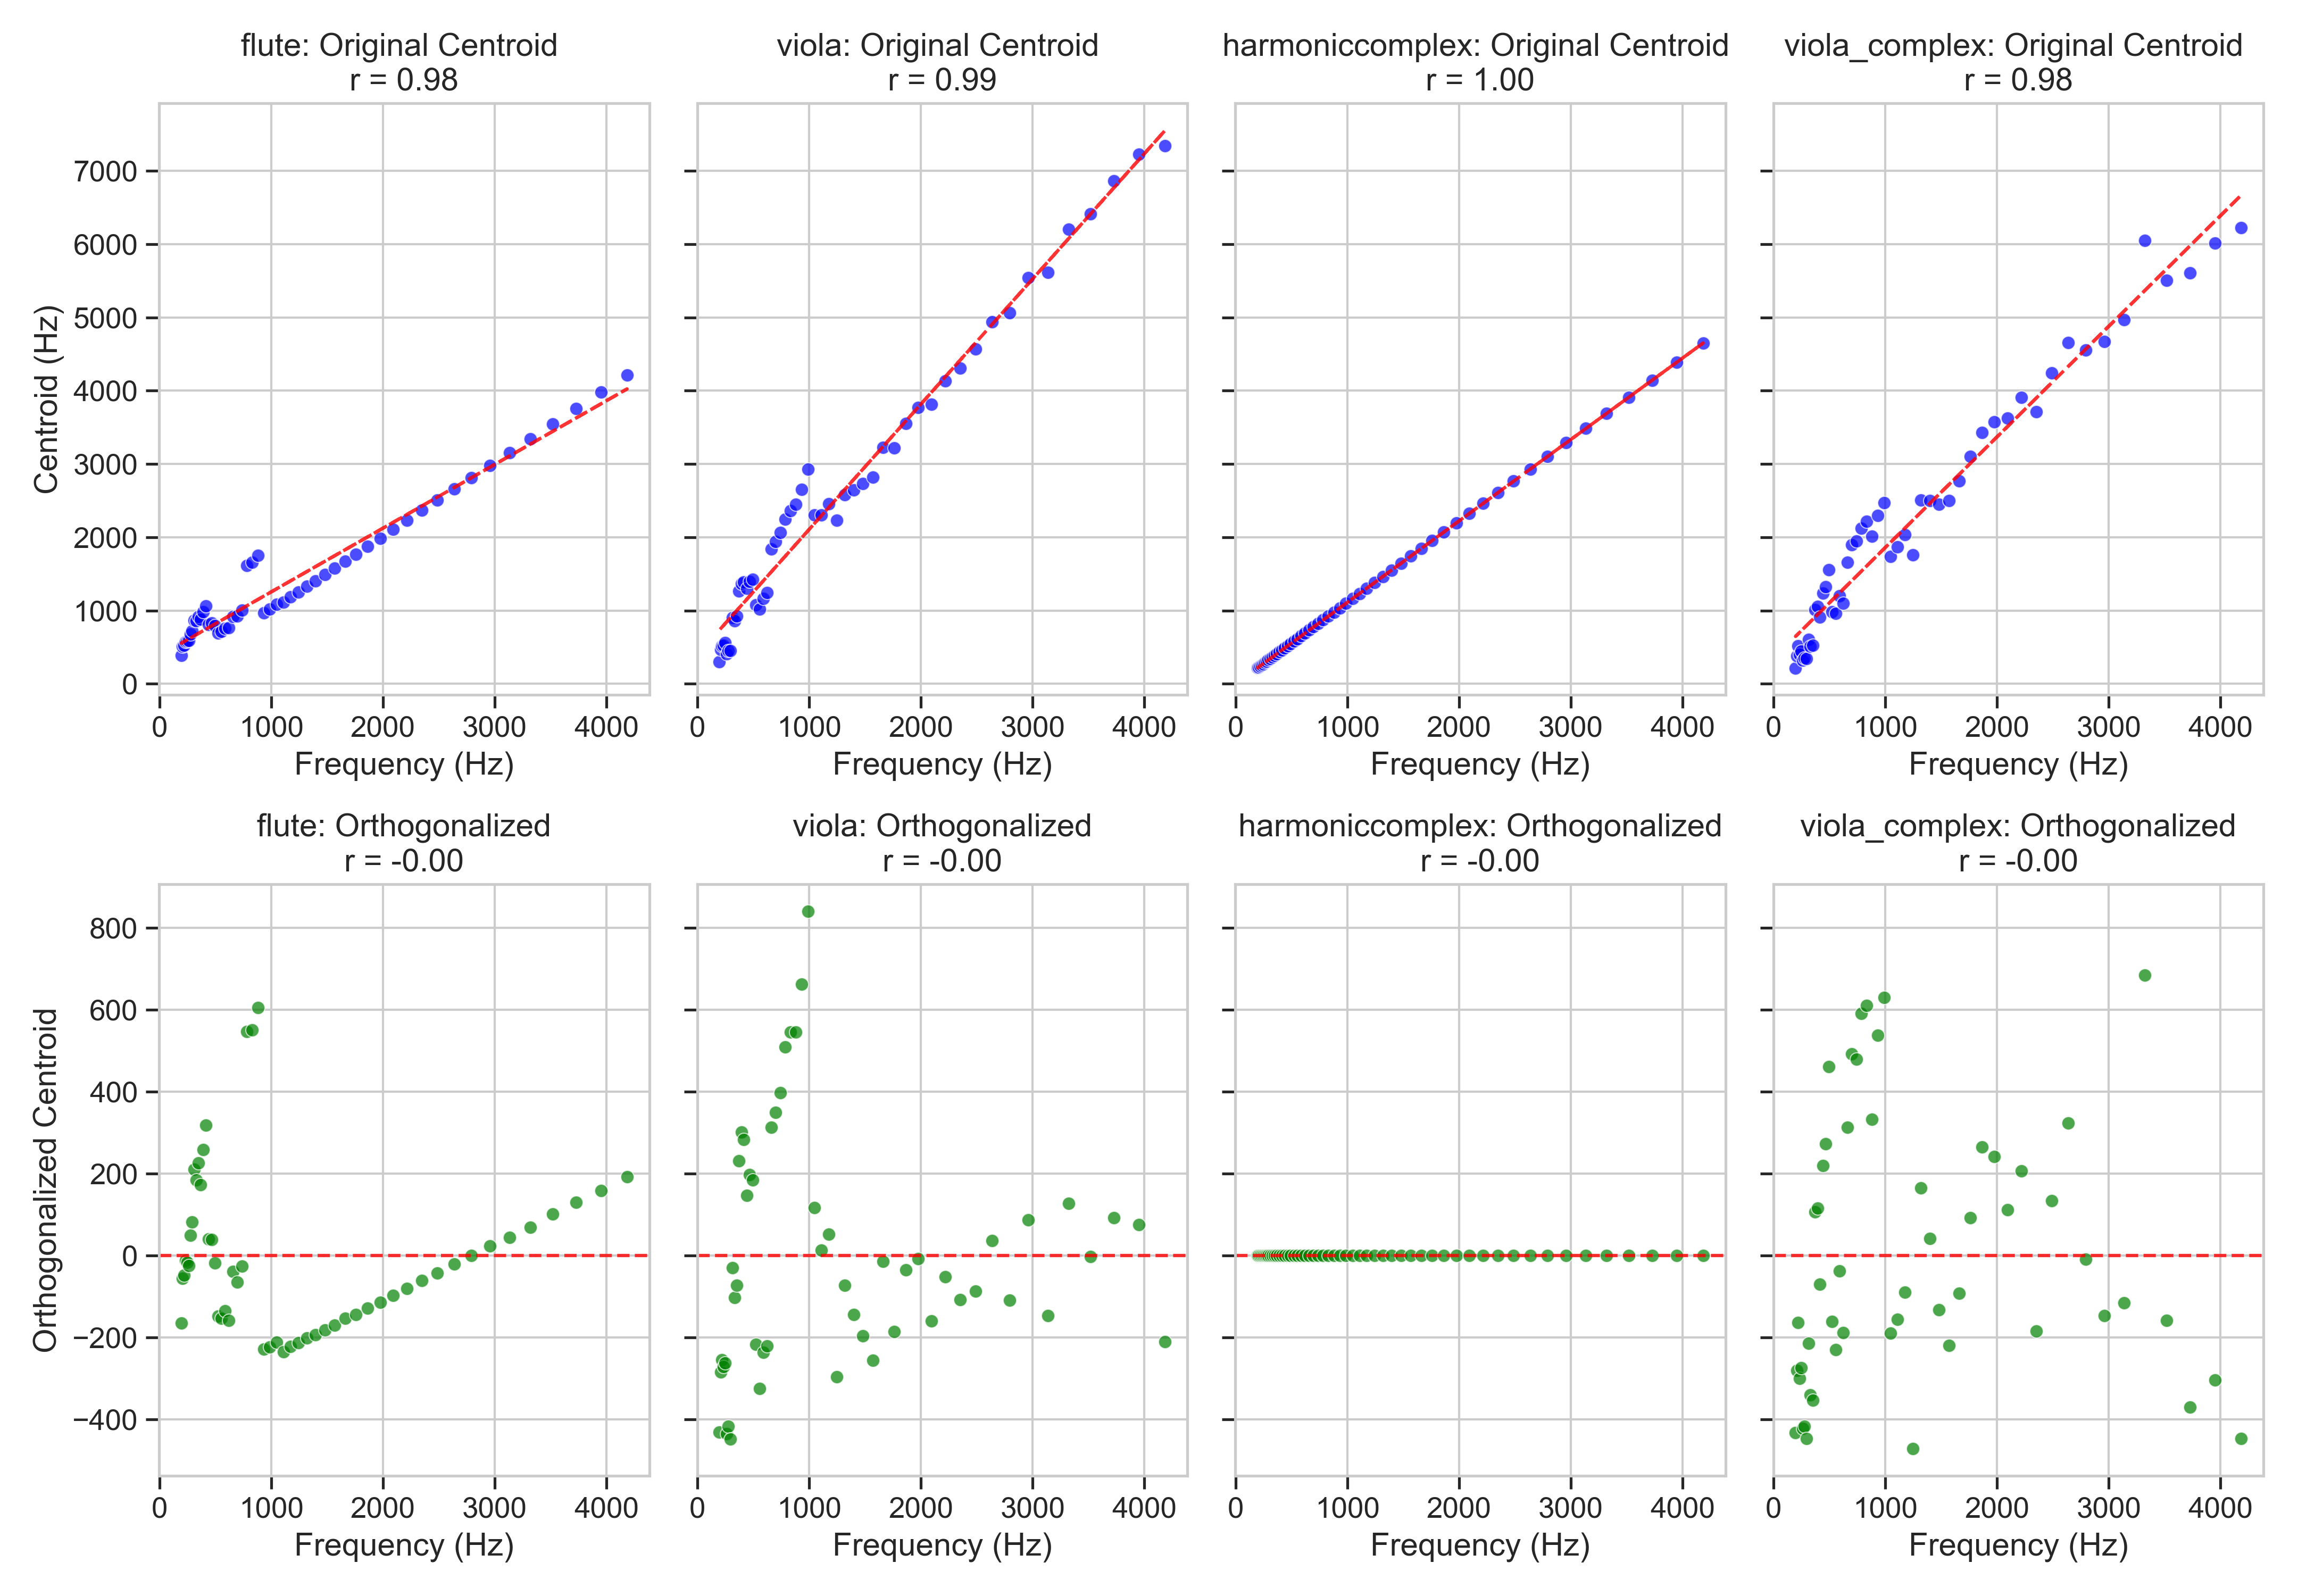 flute: Original Centroid
r = 0.98
viola: Original Centroid
r = 0.99
harmoniccomplex: Original Centroid
r = 1.00
viola_complex: Original Centroid
r = 0.98
Centroid (Hz)
7000
6000
5000
4000
3000
2000
1000
0
0 1000 2000 3000 4000
0 1000 2000 3000 4000
0 1000 2000 3000 4000
0 1000 2000 3000 4000
Frequency (Hz)
Frequency (Hz)
Frequency (Hz)
Frequency (Hz)
flute: Orthogonalized
r = -0.00
viola: Orthogonalized
r = -0.00
harmoniccomplex: Orthogonalized
r = -0.00
viola_complex: Orthogonalized
r = -0.00
Orthogonalized Centroid
800
600
400
200
0
−200
−400
0 1000 2000 3000 4000
0 1000 2000 3000 4000
0 1000 2000 3000 4000
0 1000 2000 3000 4000
Frequency (Hz)
Frequency (Hz)
Frequency (Hz)
Frequency (Hz)